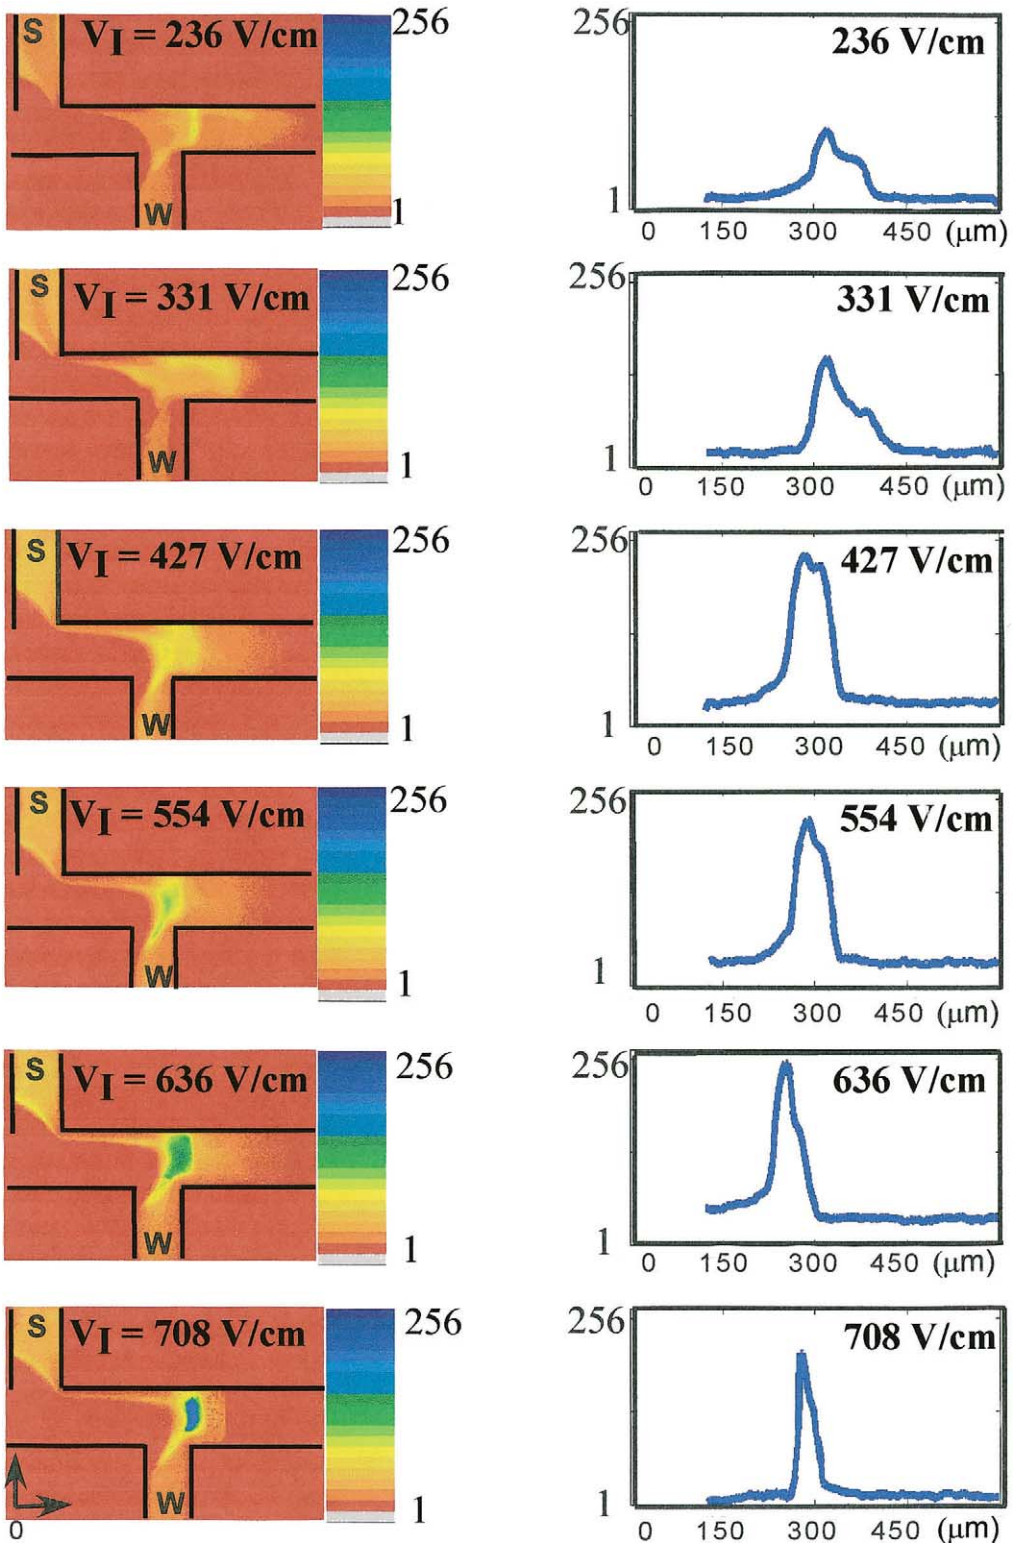 S V_I = 236 V/cm 256
W 1
256 236 V/cm
1
0 150 300 450 (μm)
S V_I = 331 V/cm 256
W 1
256 331 V/cm
1
0 150 300 450 (μm)
S V_I = 427 V/cm 256
W 1
256 427 V/cm
1
0 150 300 450 (μm)
S V_I = 554 V/cm 256
W 1
256 554 V/cm
1
0 150 300 450 (μm)
S V_I = 636 V/cm 256
W 1
256 636 V/cm
1
0 150 300 450 (μm)
S V_I = 708 V/cm 256
W 1
0
256 708 V/cm
1
0 150 300 450 (μm)